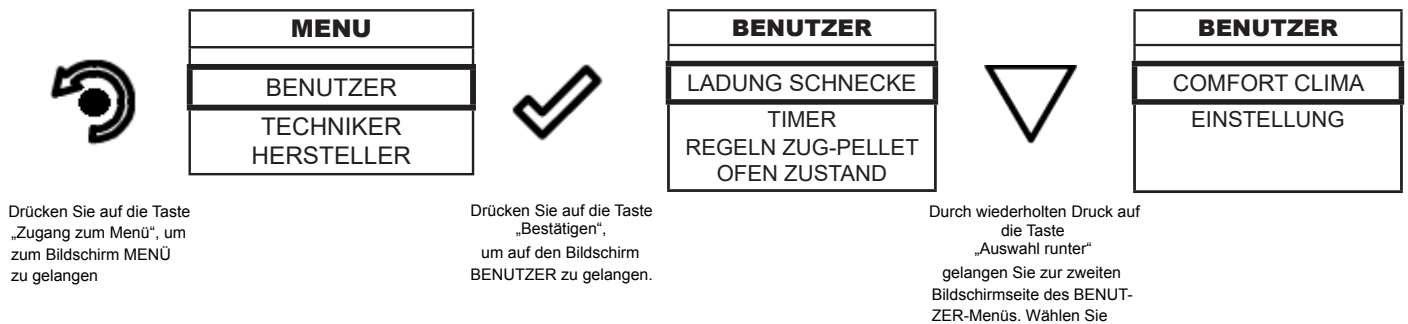 MENU
BENUTZER
TECHNIKER
HERSTELLER
Drücken Sie auf die Taste
„Zugang zum Menü“, um
zum Bildschirm MENÜ
zu gelangen
BENUTZER
LADUNG SCHNECKE
TIMER
REGELN ZUG-PELLET
OFEN ZUSTAND
Drücken Sie auf die Taste
„Bestätigen“,
um auf den Bildschirm
BENUTZER zu gelangen.
BENUTZER
COMFORT CLIMA
EINSTELLUNG
Durch wiederholten Druck auf
die Taste
„Auswahl runter“
gelangen Sie zur zweiten
Bildschirmseite des BENUT-
ZER-Menüs. Wählen Sie